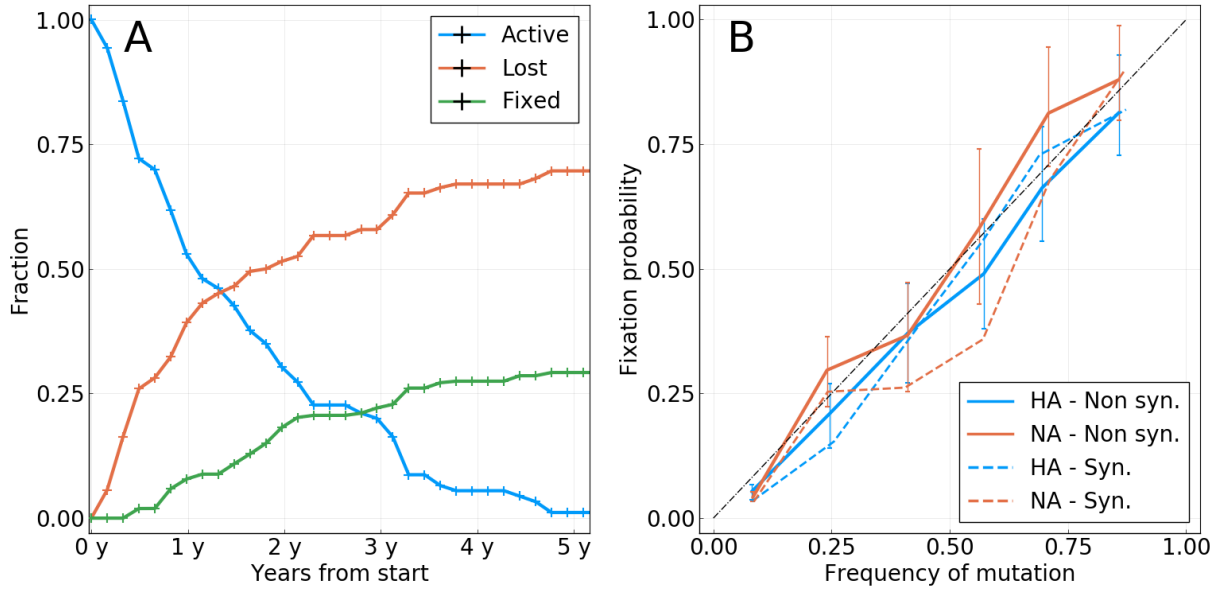 A
Active
Lost
Fixed
1.00
0.75
0.50
0.25
0.00
Fraction
0 y
1 y
2 y
3 y
4 y
5 y
Years from start
B
1.00
0.75
0.50
0.25
0.00
Fixation probability
HA - Non syn.
NA - Non syn.
HA - Syn.
NA - Syn.
0.00
0.25
0.50
0.75
1.00
Frequency of mutation